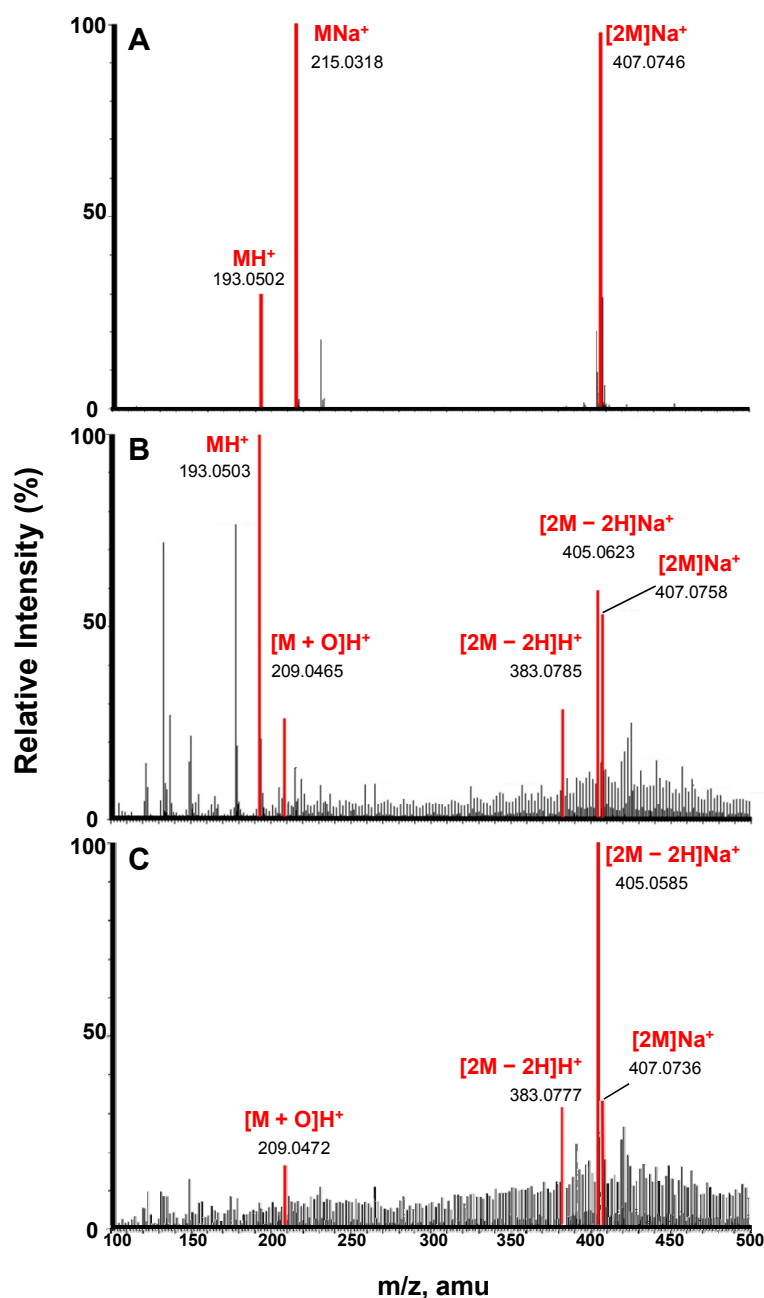 Relative Intensity (%)
A
100
50
0
MH⁺
193.0502
MNa⁺
215.0318
[2M]Na⁺
407.0746
B
100
50
0
MH⁺
193.0503
[M + O]H⁺
209.0465
[2M − 2H]H⁺
383.0785
[2M − 2H]Na⁺
405.0623
[2M]Na⁺
407.0758
C
100
50
0
[M + O]H⁺
209.0472
[2M − 2H]H⁺
383.0777
[2M − 2H]Na⁺
405.0585
[2M]Na⁺
407.0736
100 150 200 250 300 350 400 450 500
m/z, amu